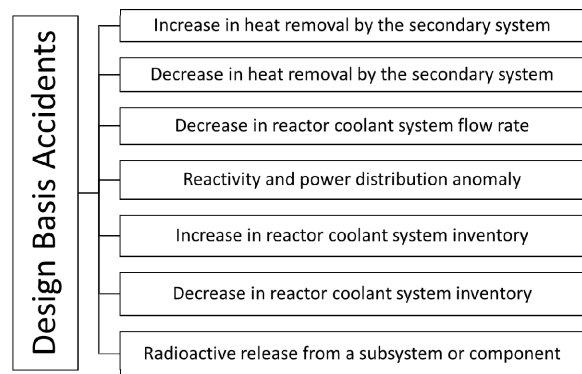 Design Basis Accidents
Increase in heat removal by the secondary system
Decrease in heat removal by the secondary system
Decrease in reactor coolant system flow rate
Reactivity and power distribution anomaly
Increase in reactor coolant system inventory
Decrease in reactor coolant system inventory
Radioactive release from a subsystem or component